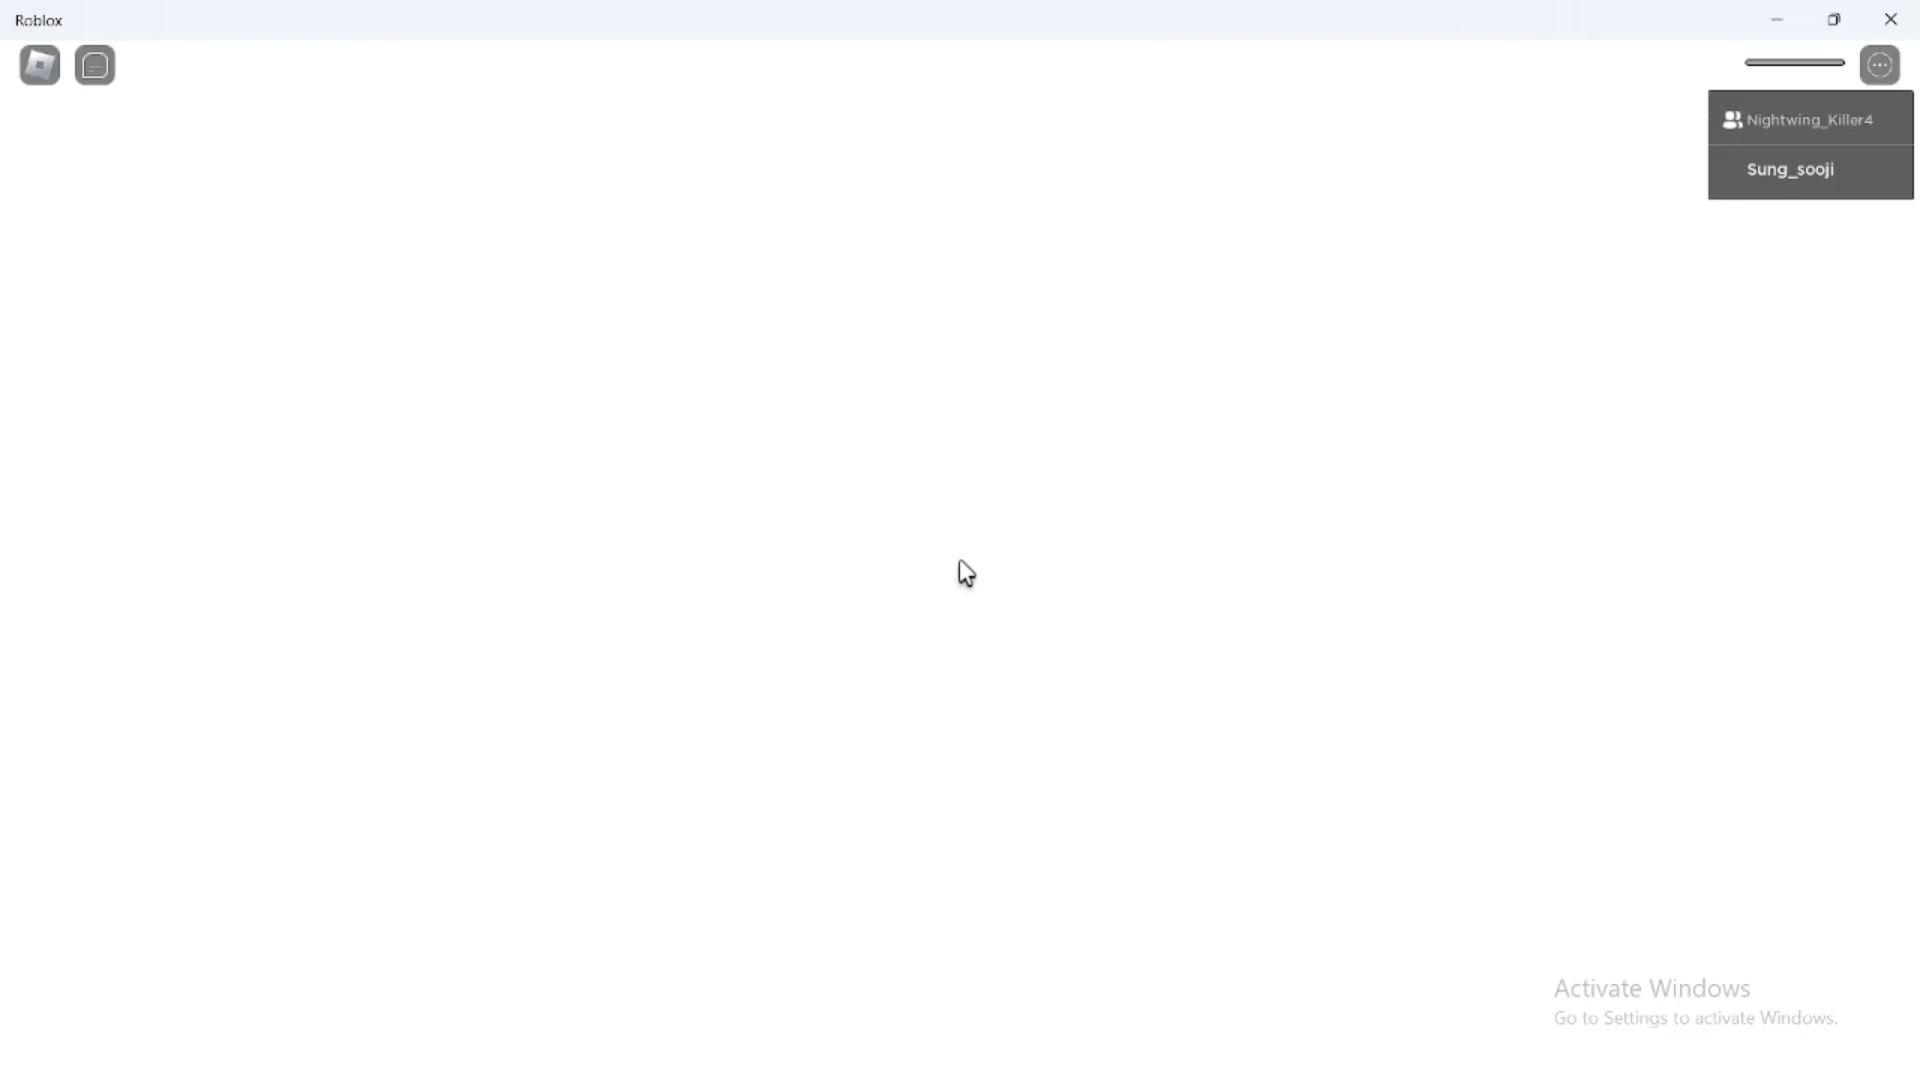 Roblox
Nightwing_Killer4
Sung_sooji
Activate Windows
Go to Settings to activate Windows.